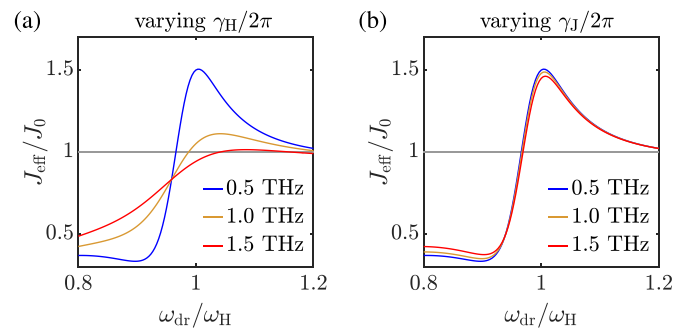 (a) varying γH/2π
Jeff/J0
1.5
1
0.5
0.5 THz
1.0 THz
1.5 THz
0.8 1 1.2
ωdr/ωH
(b) varying γJ/2π
Jeff/J0
1.5
1
0.5
0.5 THz
1.0 THz
1.5 THz
0.8 1 1.2
ωdr/ωH